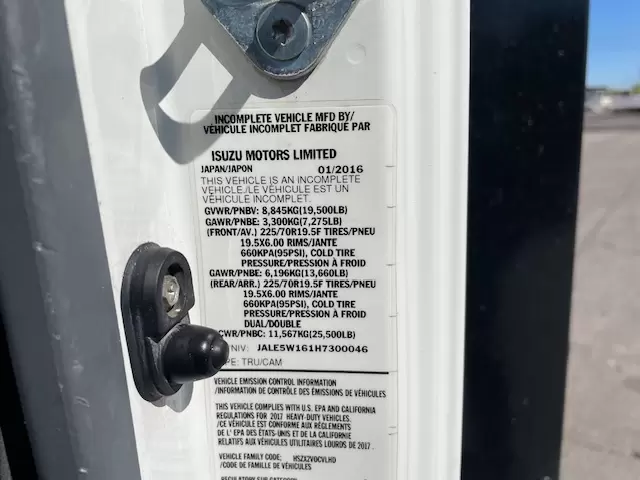 INCOMPLETE VEHICLE MFD BY/
VÉHICULE INCOMPLET FABRIQUÉ PAR
ISUZU MOTORS LIMITED
JAPAN/JAPON 01/2016
THIS VEHICLE IS AN INCOMPLETE
VEHICLE./LE VÉHICULE EST UN
VÉHICULE INCOMPLET.
GVWR/PNBV: 8,845KG(19,500LB)
GAWR/PNBE: 3,300KG(7,275LB)
(FRONT/AV.) 225/70R19.5F TIRES/PNEU
19.5X6.00 RIMS/JANTE
660KPA(95PSI), COLD TIRE
PRESSURE/PRESSION À FROID
GAWR/PNBE: 6,196KG(13,660LB)
(REAR/ARR.) 225/70R19.5F TIRES/PNEU
19.5X6.00 RIMS/JANTE
660KPA(95PSI), COLD TIRE
PRESSURE/PRESSION À FROID
DUAL/DOUBLE
CWR/PNBC: 11,567KG(25,500LB)
/NIV: JALE5W161H7300046
PE: TRU/CAM
VEHICLE EMISSION CONTROL INFORMATION
/INFORMATION DE CONTRÔLE DES ÉMISSIONS DE VÉHICULES
THIS VEHICLE COMPLIES WITH U.S. EPA AND CALIFORNIA
REGULATIONS FOR 2017 HEAVY-DUTY VEHICLES.
/CE VÉHICULE EST CONFORME AUX RÈGLEMENTS
DE L' EPA DES ÉTATS-UNIS ET DE LA CALIFORNIE
RELATIFS AUX VÉHICULES UTILITAIRES LOURDS DE 2017.
VEHICLE FAMILY CODE: HSZX2VOCVLHD
/CODE DE FAMILLE DE VÉHICULES